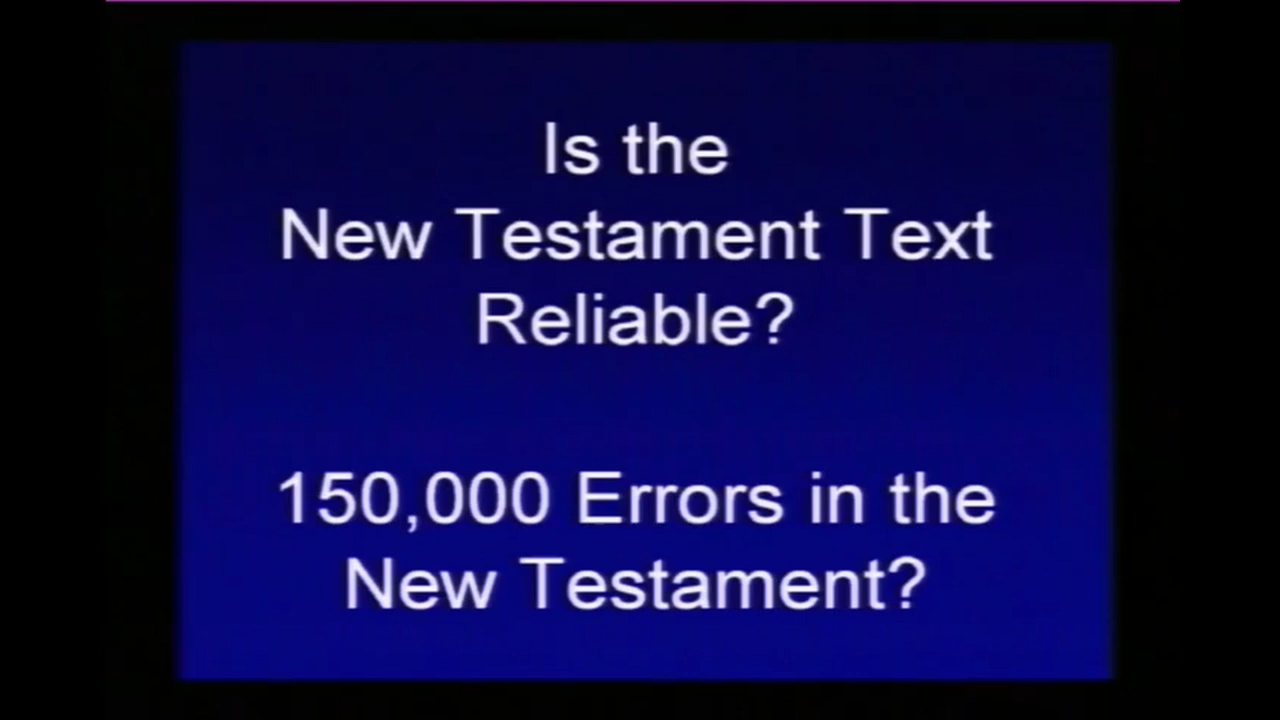 Is the
New Testament Text
Reliable?
150,000 Errors in the
New Testament?